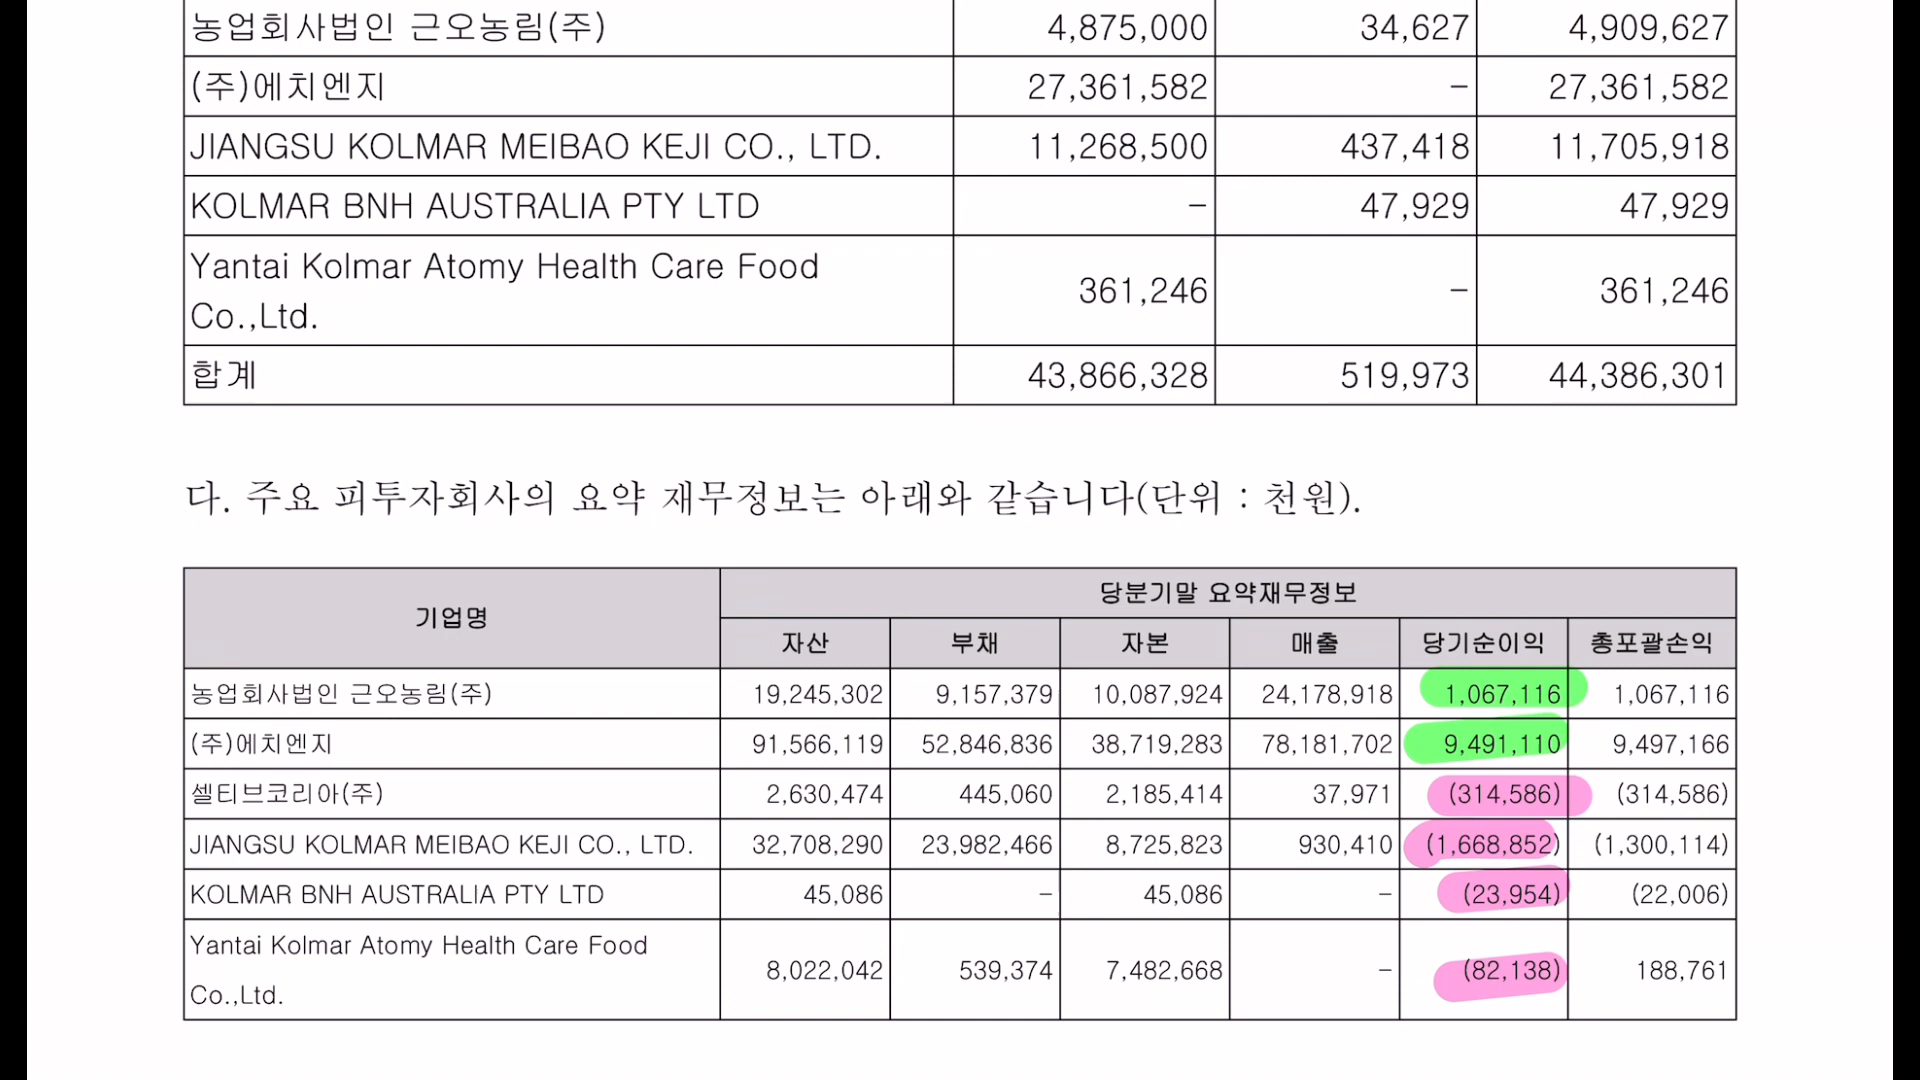 농업회사법인 근오농림(주) 4,875,000 34,627 4,909,627
(주)에치엔지 27,361,582 – 27,361,582
JIANGSU KOLMAR MEIBAO KEJI CO., LTD. 11,268,500 437,418 11,705,918
KOLMAR BNH AUSTRALIA PTY LTD – 47,929 47,929
Yantai Kolmar Atomy Health Care Food
Co.,Ltd. 361,246 – 361,246
합계 43,866,328 519,973 44,386,301
다. 주요 피투자회사의 요약 재무정보는 아래와 같습니다(단위 : 천원).
기업명 당분기말 요약재무정보
자산 부채 자본 매출 당기순이익 총포괄손익
농업회사법인 근오농림(주) 19,245,302 9,157,379 10,087,924 24,178,918 1,067,116 1,067,116
(주)에치엔지 91,566,119 52,846,836 38,719,283 78,181,702 9,491,110 9,497,166
셀티브코리아(주) 2,630,474 445,060 2,185,414 37,971 (314,586) (314,586)
JIANGSU KOLMAR MEIBAO KEJI CO., LTD. 32,708,290 23,982,466 8,725,823 930,410 (1,668,852) (1,300,114)
KOLMAR BNH AUSTRALIA PTY LTD 45,086 – 45,086 – (23,954) (22,006)
Yantai Kolmar Atomy Health Care Food
Co.,Ltd. 8,022,042 539,374 7,482,668 – (82,138) 188,761